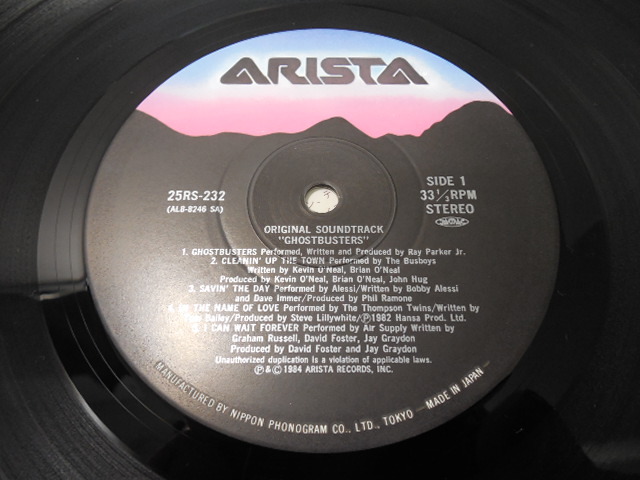 ARISTA
25RS-232
(ALB-8246 SA)
SIDE 1
33 1/3 RPM
STEREO
ORIGINAL SOUNDTRACK
"GHOSTBUSTERS"
1. GHOSTBUSTERS Performed, Written and Produced by Ray Parker Jr.
2. CLEANIN' UP THE TOWN Performed by The Busboys
Written by Kevin O'Neal, Brian O'Neal
Produced by Kevin O'Neal, Brian O'Neal, John Hug
3. SAVIN' THE DAY Performed by Alessi/Written by Bobby Alessi
and Dave Immer/Produced by Phil Ramone
4. IN THE NAME OF LOVE Performed by The Thompson Twins/Written by
Tom Bailey/Produced by Steve Lillywhite/Ⓟ1982 Hansa Prod. Ltd.
5. I CAN WAIT FOREVER Performed by Air Supply Written by
Graham Russell, David Foster, Jay Graydon
Produced by David Foster and Jay Graydon
Unauthorized duplication is a violation of applicable laws.
Ⓟ&© 1984 ARISTA RECORDS, INC.
MANUFACTURED BY NIPPON PHONOGRAM CO., LTD., TOKYO—MADE IN JAPAN—